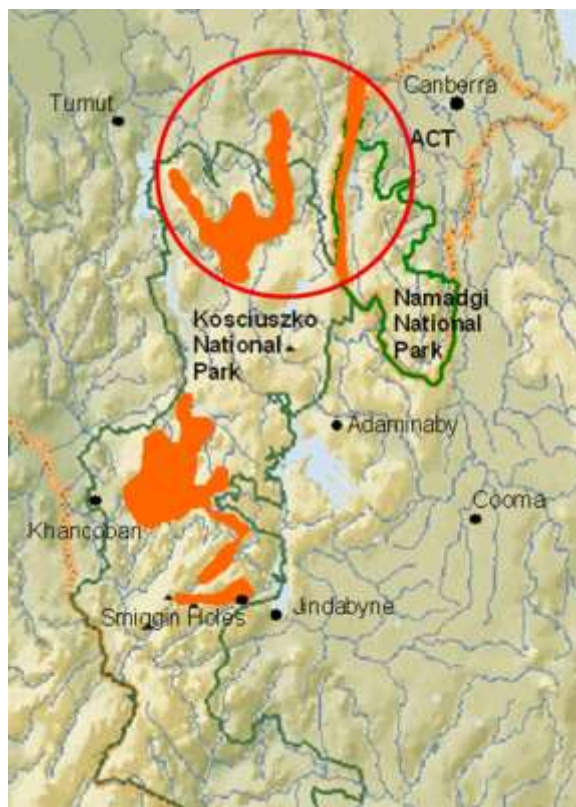 Canberra
Tumut
ACT
Kosciuszko
National
Park
Namadgi
National
Park
Adaminaby
Cooma
Khancoban
Smiggin Holes
Jindabyne